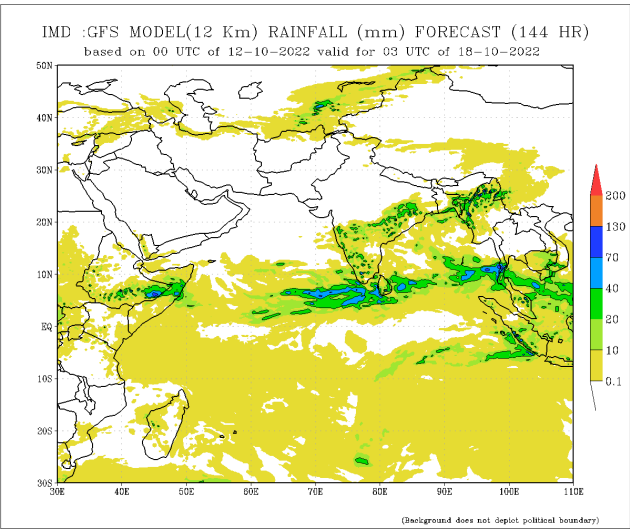 IMD :GFS MODEL(12 Km) RAINFALL (mm) FORECAST (144 HR)
based on 00 UTC of 12-10-2022 valid for 03 UTC of 18-10-2022
50N
40N
30N
20N
10N
EQ
10S
20S
30S
30E 40E 50E 60E 70E 80E 90E 100E 110E
200
130
70
40
20
10
0.1
(Background does not depict political boundary)